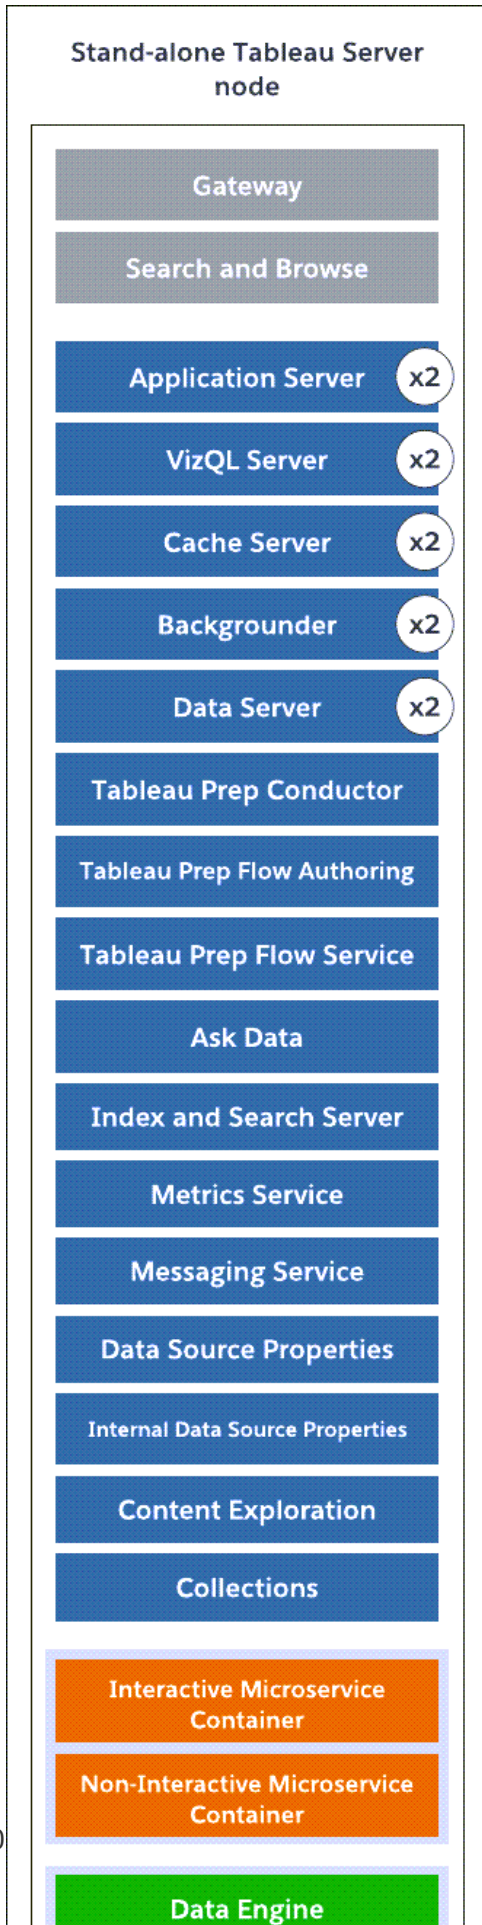 Stand-alone Tableau Server
node
Gateway
Search and Browse
Application Server x2
VizQL Server x2
Cache Server x2
Backgrounder x2
Data Server x2
Tableau Prep Conductor
Tableau Prep Flow Authoring
Tableau Prep Flow Service
Ask Data
Index and Search Server
Metrics Service
Messaging Service
Data Source Properties
Internal Data Source Properties
Content Exploration
Collections
Interactive Microservice
Container
Non-Interactive Microservice
Container
Data Engine